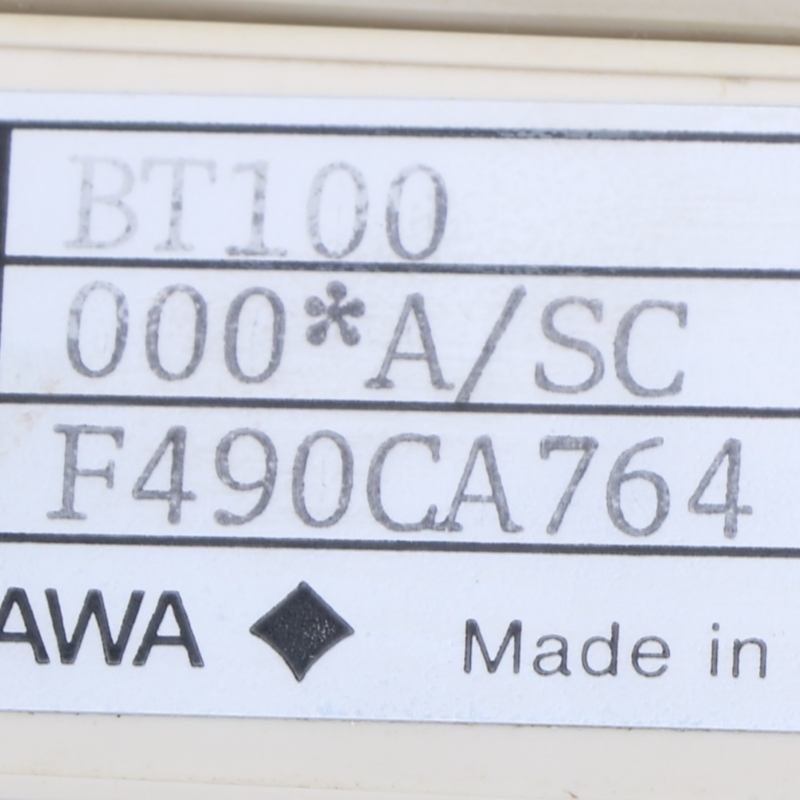 BT100
000*A/SC
F490CA764
AWA ◆ Made in